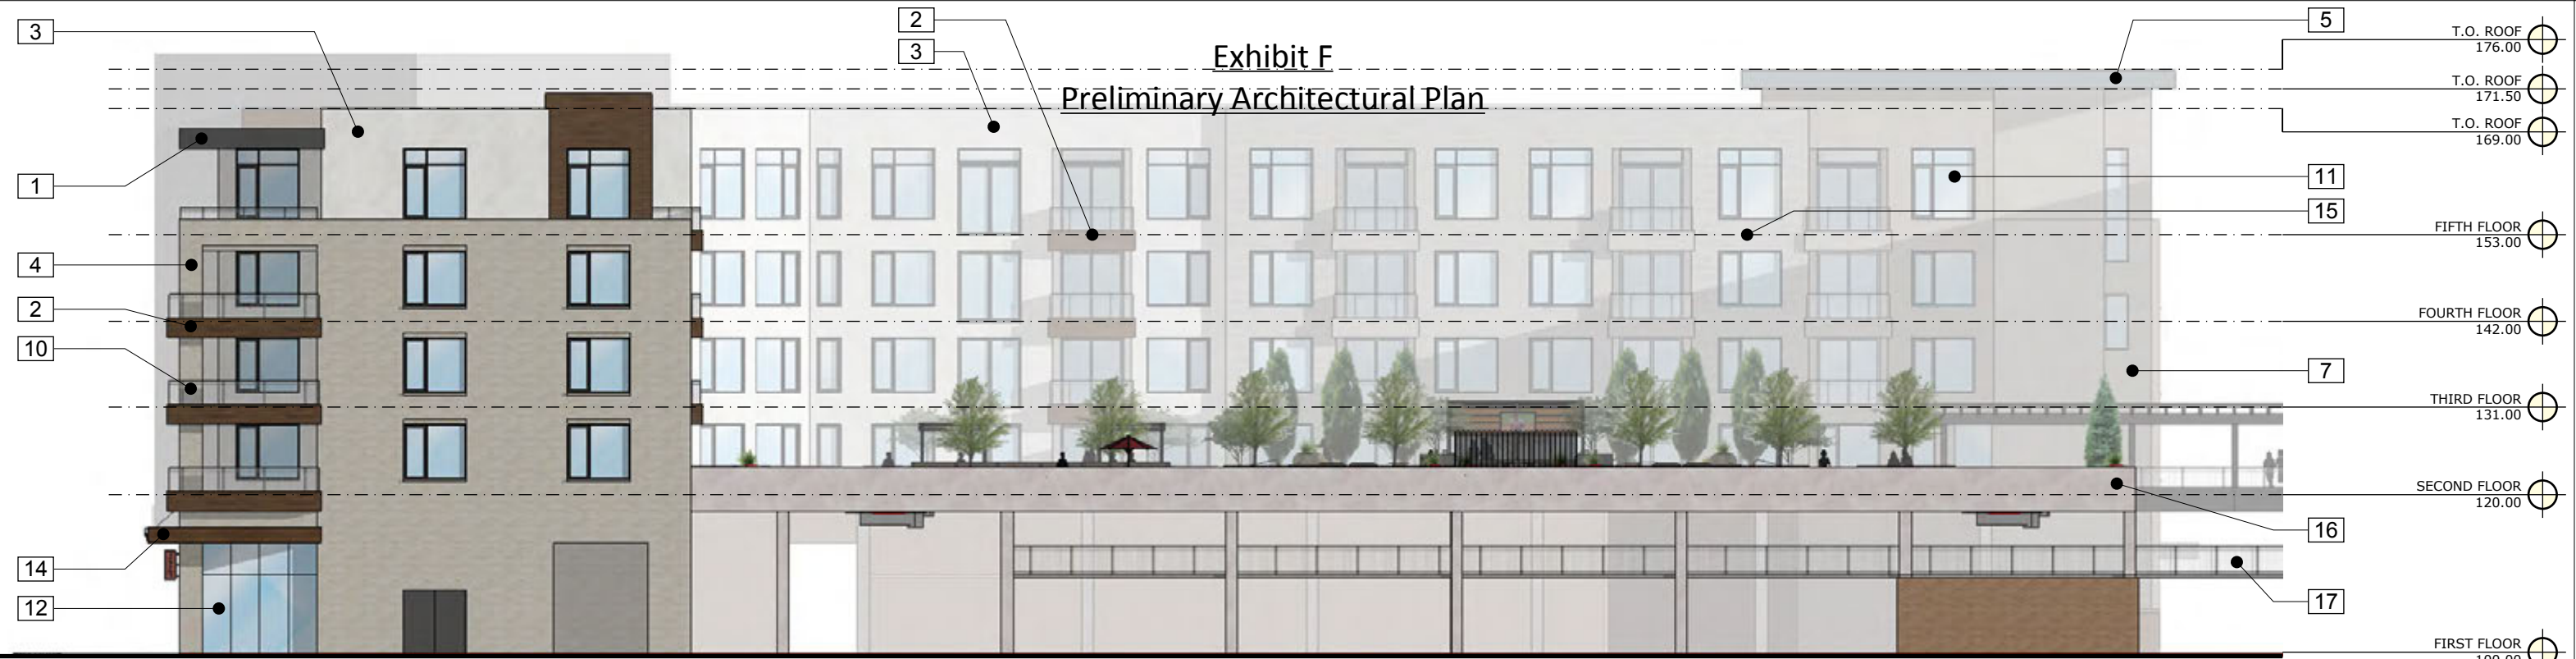 3
2
3
Exhibit F
Preliminary Architectural Plan
5
T.O. ROOF
176.00
T.O. ROOF
171.50
T.O. ROOF
169.00
1
11
15
4
FIFTH FLOOR
153.00
2
FOURTH FLOOR
142.00
10
7
THIRD FLOOR
131.00
SECOND FLOOR
120.00
16
14
12
17
FIRST FLOOR